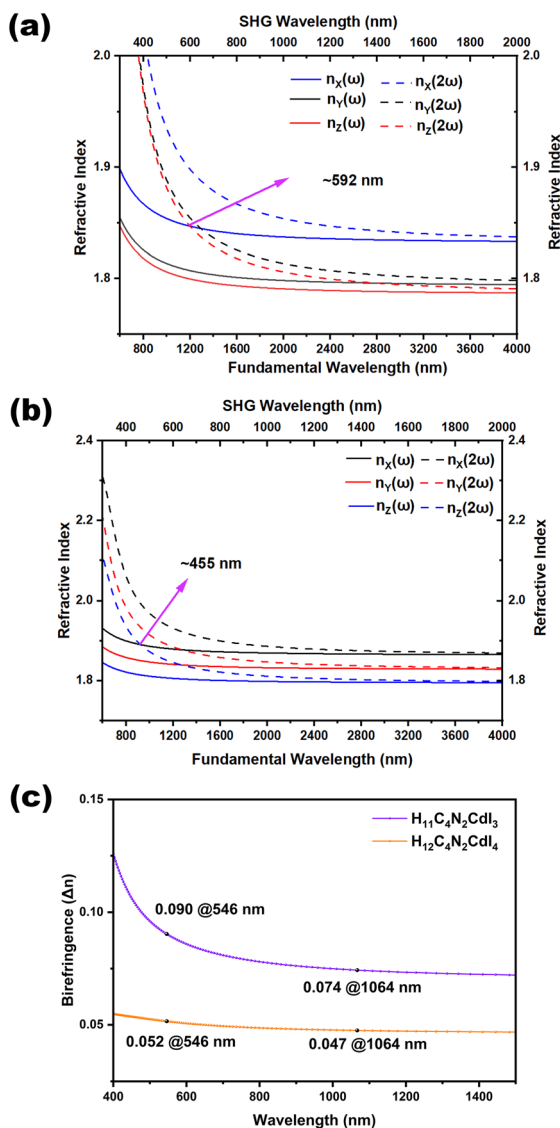 (a)
SHG Wavelength (nm)
400 600 800 1000 1200 1400 1600 1800 2000
2.0 2.0
nX(ω) nX(2ω)
nY(ω) nY(2ω)
nZ(ω) nZ(2ω)
Refractive Index
Refractive Index
1.9 1.9
~592 nm
1.8 1.8
800 1200 1600 2000 2400 2800 3200 3600 4000
Fundamental Wavelength (nm)
(b)
SHG Wavelength (nm)
400 600 800 1000 1200 1400 1600 1800 2000
2.4 2.4
nX(ω) nX(2ω)
nY(ω) nY(2ω)
nZ(ω) nZ(2ω)
Refractive Index
Refractive Index
2.2 2.2
~455 nm
2.0 2.0
1.8 1.8
800 1200 1600 2000 2400 2800 3200 3600 4000
Fundamental Wavelength (nm)
(c)
0.15
H11C4N2CdI3
H12C4N2CdI4
Birefringence (Δn)
0.10
0.090 @546 nm
0.074 @1064 nm
0.05
0.052 @546 nm
0.047 @1064 nm
400 600 800 1000 1200 1400
Wavelength (nm)